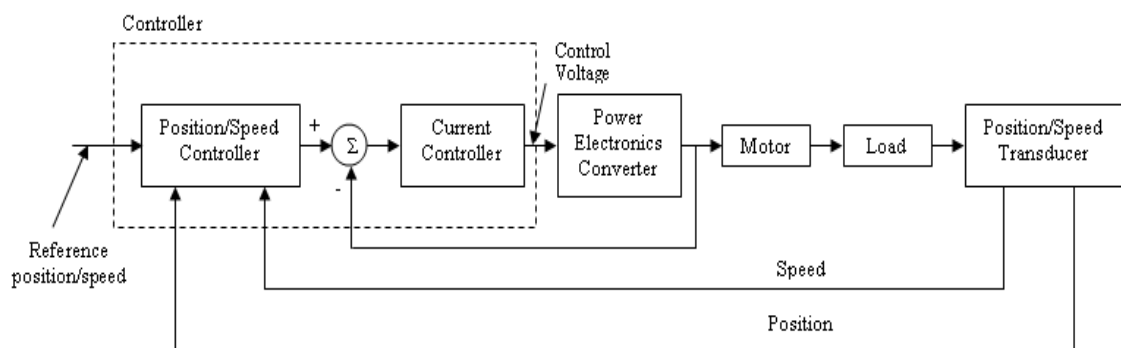 Controller
Control
Voltage
Position/Speed
Controller
+
Σ
-
Current
Controller
Power
Electronics
Converter
Motor
Load
Position/Speed
Transducer
Reference
position/speed
Speed
Position